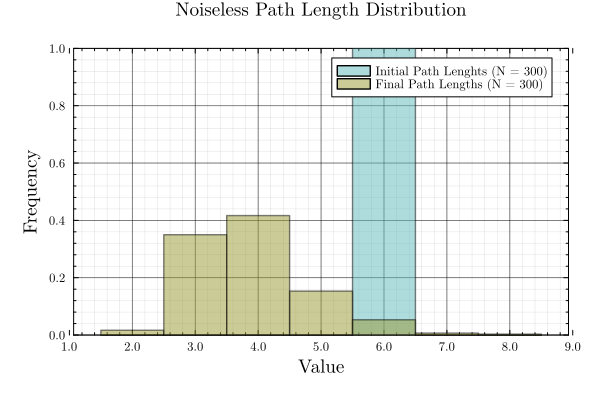 Noiseless Path Length Distribution
1.0
Initial Path Lenghts (N = 300)
Final Path Lengths (N = 300)
0.8
0.6
Frequency
0.4
0.2
0.0
1.0 2.0 3.0 4.0 5.0 6.0 7.0 8.0 9.0
Value